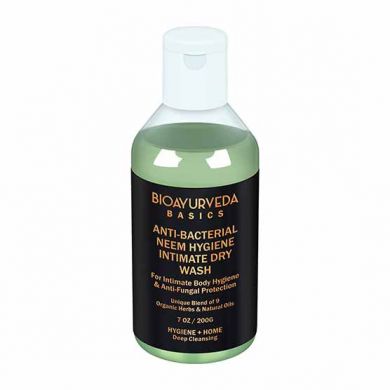 BIOAYURVEDA
BASICS
ANTI-BACTERIAL
NEEM HYGIENE
INTIMATE DRY
WASH
For Intimate Body Hygiene
& Anti-Fungal Protection
Unique Blend of 9
Organic Herbs & Natural Oils
7 OZ / 200G
HYGIENE + HOME
Deep Cleansing